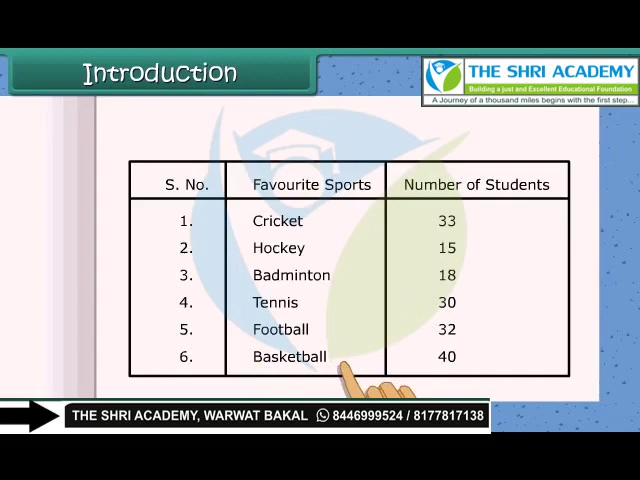 Introduction
THE SHRI ACADEMY
Building a just and Excellent Educational Foundation
A Journey of a thousand miles begins with the first step...
S. No. Favourite Sports Number of Students
1. Cricket 33
2. Hockey 15
3. Badminton 18
4. Tennis 30
5. Football 32
6. Basketball 40
THE SHRI ACADEMY, WARWAT BAKAL 8446999524 / 8177817138